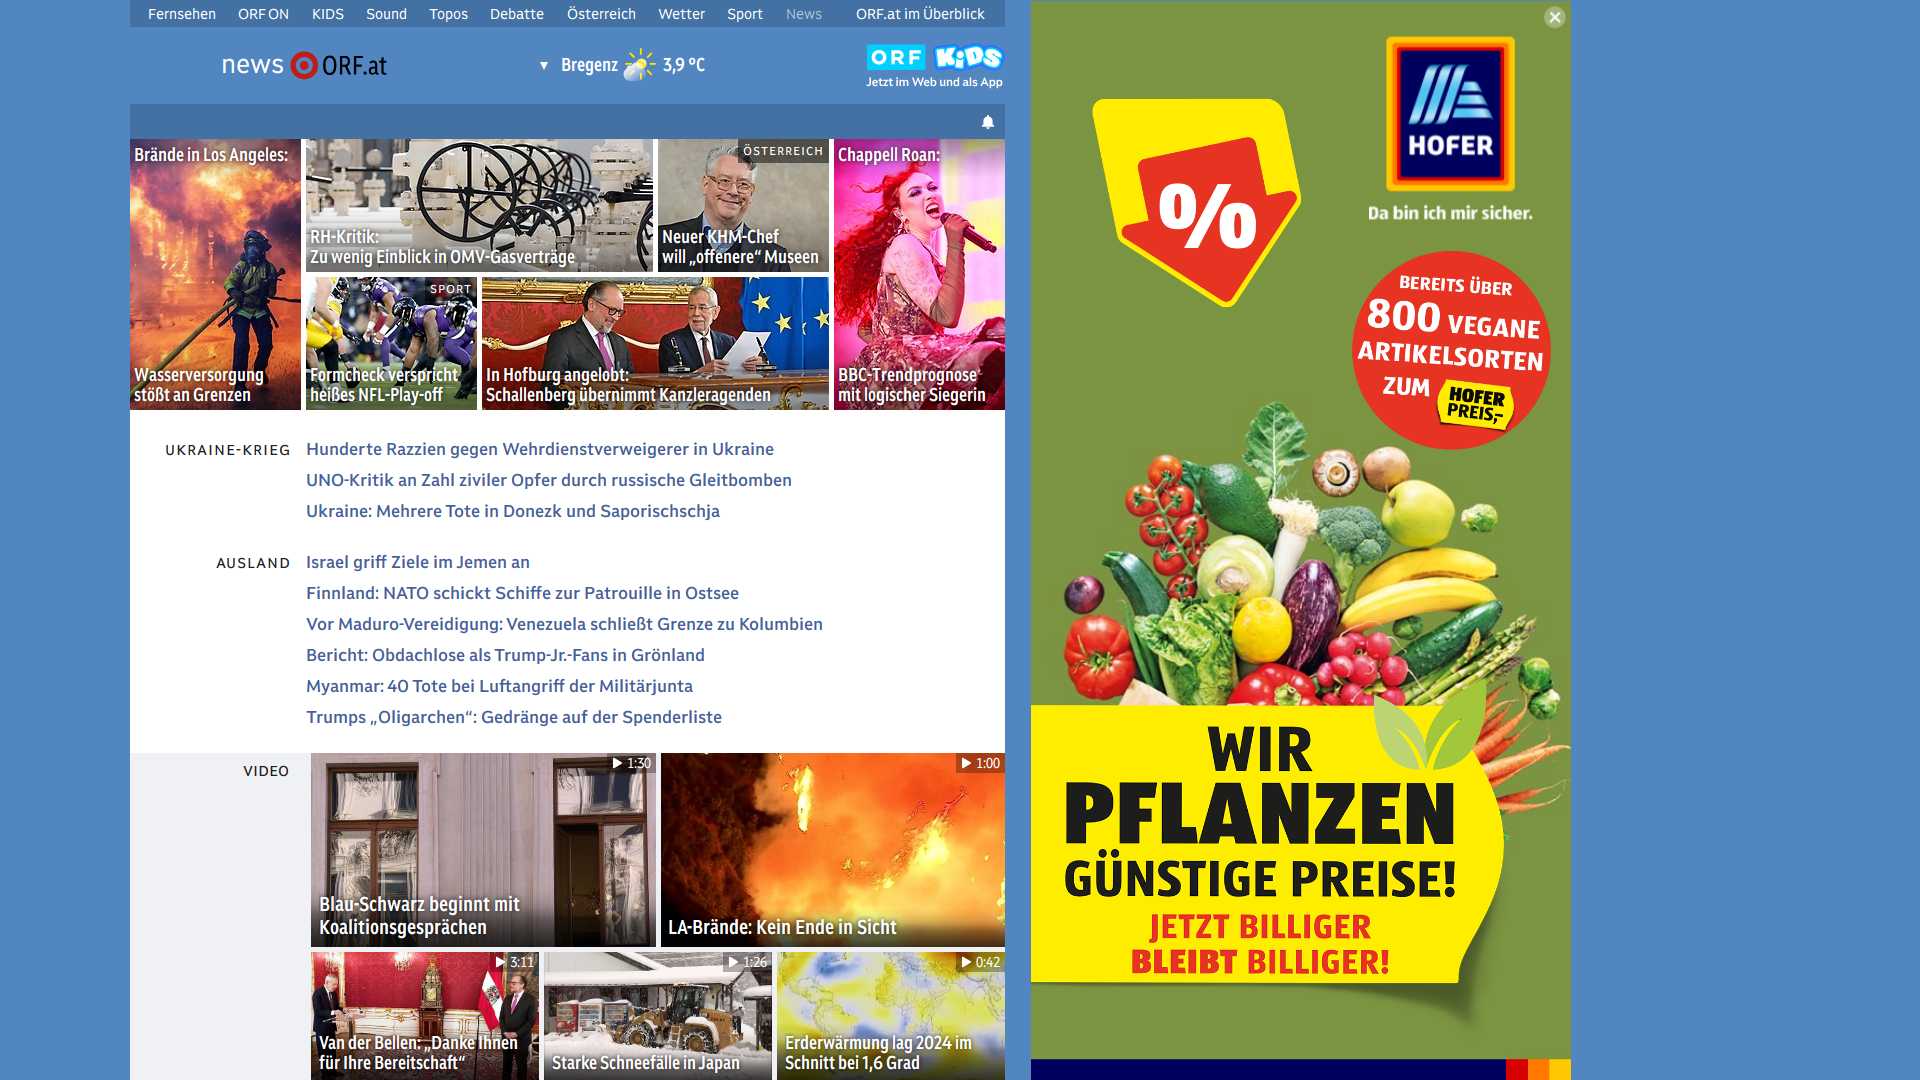 Fernsehen ORF ON KIDS Sound Topos Debatte Österreich Wetter Sport News ORF.at im Überblick
news ORF.at
▼ Bregenz 3,9 °C
ORF KiDS
Jetzt im Web und als App
Brände in Los Angeles:
Wasserversorgung
stößt an Grenzen
RH-Kritik:
Zu wenig Einblick in OMV-Gasverträge
ÖSTERREICH
Neuer KHM-Chef
will „offenere“ Museen
SPORT
Formcheck verspricht
heißes NFL-Play-off
In Hofburg angelobt:
Schallenberg übernimmt Kanzleragenden
Chappell Roan:
BBC-Trendprognose
mit logischer Siegerin
UKRAINE-KRIEG
Hunderte Razzien gegen Wehrdienstverweigerer in Ukraine
UNO-Kritik an Zahl ziviler Opfer durch russische Gleitbomben
Ukraine: Mehrere Tote in Donezk und Saporischschja
AUSLAND
Israel griff Ziele im Jemen an
Finnland: NATO schickt Schiffe zur Patrouille in Ostsee
Vor Maduro-Vereidigung: Venezuela schließt Grenze zu Kolumbien
Bericht: Obdachlose als Trump-Jr.-Fans in Grönland
Myanmar: 40 Tote bei Luftangriff der Militärjunta
Trumps „Oligarchen“: Gedränge auf der Spenderliste
VIDEO
1:30
Blau-Schwarz beginnt mit
Koalitionsgesprächen
1:00
LA-Brände: Kein Ende in Sicht
3:11
Van der Bellen: „Danke Ihnen
für Ihre Bereitschaft“
1:26
Starke Schneefälle in Japan
0:42
Erderwärmung lag 2024 im
Schnitt bei 1,6 Grad
%
HOFER
Da bin ich mir sicher.
BEREITS ÜBER
800 VEGANE
ARTIKELSORTEN
ZUM HOFER
PREIS,-
WIR
PFLANZEN
GÜNSTIGE PREISE!
JETZT BILLIGER
BLEIBT BILLIGER!